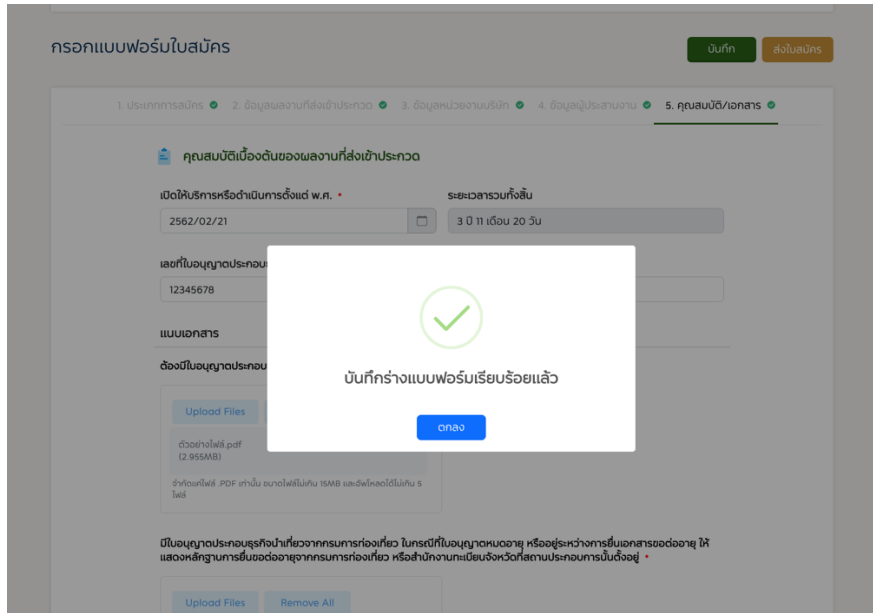 กรอกแบบฟอร์มใบสมัคร
บันทึก
ส่งใบสมัคร
1. ประเภทการสมัคร
2. ข้อมูลผลงานที่ส่งเข้าประกวด
3. ข้อมูลหน่วยงานบริษัท
4. ข้อมูลผู้ประสานงาน
5. คุณสมบัติ/เอกสาร
คุณสมบัติเบื้องต้นของผลงานที่ส่งเข้าประกวด
เปิดให้บริการหรือดำเนินการตั้งแต่ พ.ศ. •
ระยะเวลารวมทั้งสิ้น
2562/02/21
3 ปี 11 เดือน 20 วัน
เลขที่ใบอนุญาตประกอบ
12345678
แนบเอกสาร
ต้องมีใบอนุญาตประกอบ
บันทึกร่างแบบฟอร์มเรียบร้อยแล้ว
ตกลง
Upload Files
ตัวอย่างไฟล์.pdf
(2.955MB)
จำกัดแค่ไฟล์ .PDF เท่านั้น ขนาดไฟล์ไม่เกิน 15MB และอัพโหลดได้ไม่เกิน 5
ไฟล์
มีใบอนุญาตประกอบธุรกิจนำเที่ยวจากกรมการท่องเที่ยว ในกรณีที่ใบอนุญาตหมดอายุ หรืออยู่ระหว่างการยื่นเอกสารขอต่ออายุ ให้
แสดงหลักฐานการยื่นขอต่ออายุจากกรมการท่องเที่ยว หรือสำนักงานทะเบียนจังหวัดที่สถานประกอบการนั้นตั้งอยู่ •
Upload Files
Remove All